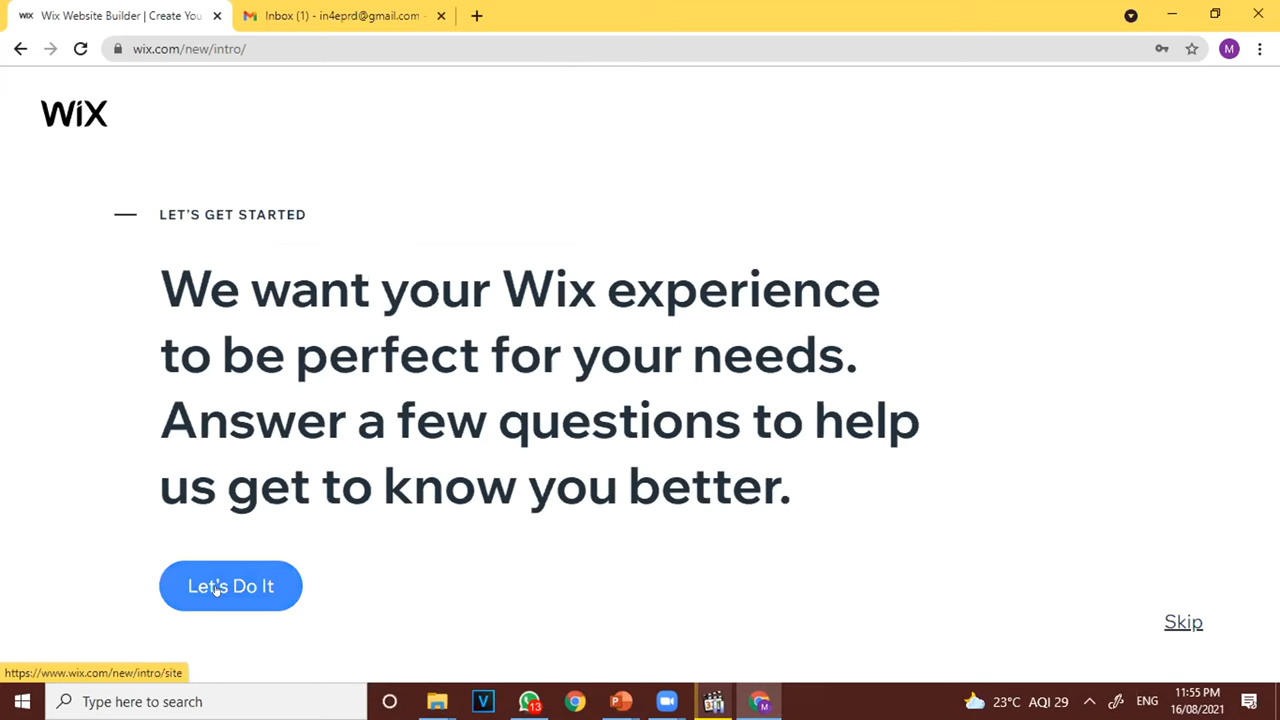 WIX Wix Website Builder | Create You
Inbox (1) - in4eprd@gmail.com -
wix.com/new/intro/
M
WiX
LET'S GET STARTED
We want your Wix experience
to be perfect for your needs.
Answer a few questions to help
us get to know you better.
Let's Do It
Skip
https://www.wix.com/new/intro/site
Type here to search
V
13
P
M
23°C AQI 29
ENG
11:55 PM
16/08/2021